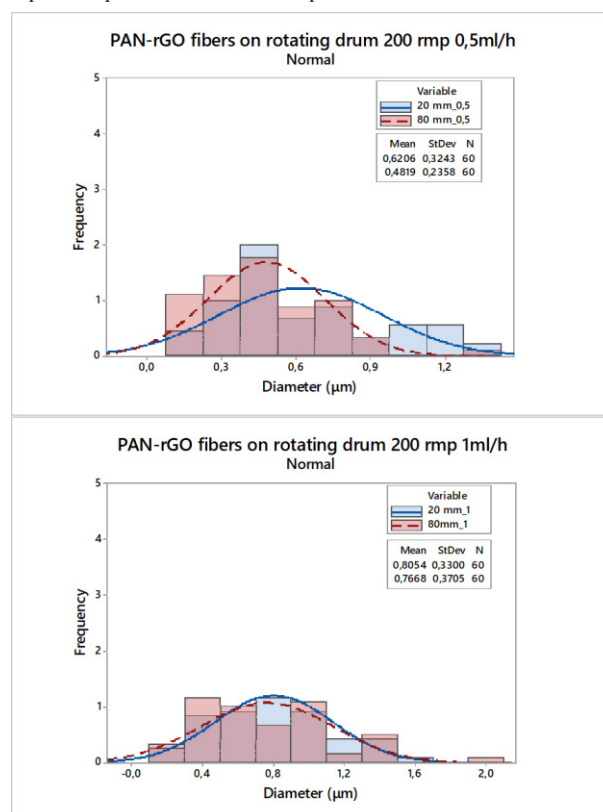 PAN-rGO fibers on rotating drum 200 rmp 0,5ml/h
Normal
5
4
3
2
1
0
Frequency
0,0 0,3 0,6 0,9 1,2
Diameter (µm)
Variable
20 mm_0,5
80 mm_0,5
Mean StDev N
0,6206 0,3243 60
0,4819 0,2358 60
PAN-rGO fibers on rotating drum 200 rmp 1ml/h
Normal
5
4
3
2
1
0
Frequency
-0,0 0,4 0,8 1,2 1,6 2,0
Diameter (µm)
Variable
20 mm_1
80mm_1
Mean StDev N
0,8054 0,3300 60
0,7668 0,3705 60